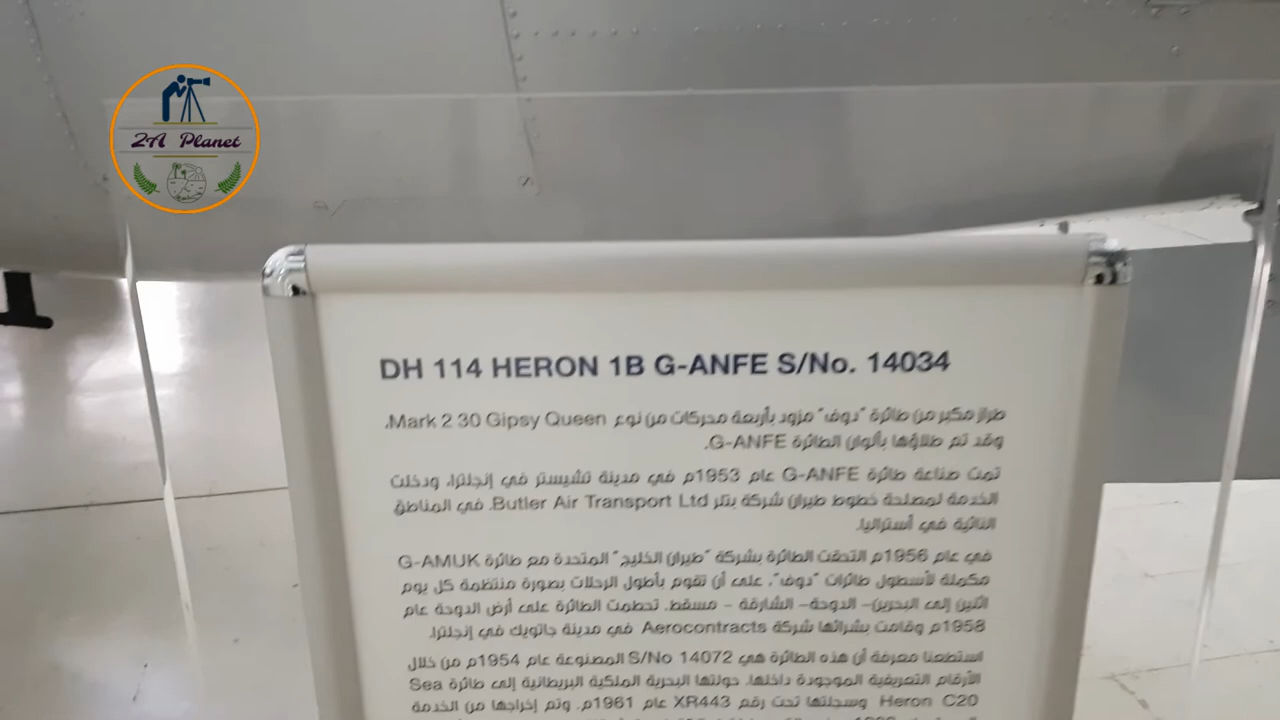 2A Planet
DH 114 HERON 1B G-ANFE S/No. 14034
طراز مكبر من طائرة "دوف" مزود بأربعة محركات من نوع Mark 2 30 Gipsy Queen،
وقد تم طلاؤها بألوان الطائرة G-ANFE.
تمت صناعة طائرة G-ANFE عام 1953م في مدينة تشيستر في إنجلترا، ودخلت
الخدمة لمصلحة خطوط طيران شركة بتلر Butler Air Transport Ltd. في المناطق
النائية في أستراليا.
في عام 1956م التحقت الطائرة بشركة "طيران الخليج" المتحدة مع طائرة G-AMUK
مكملة لأسطول طائرات "دوف"، على أن تقوم بأطول الرحلات بصورة منتظمة كل يوم
اثنين إلى البحرين– الدوحة– الشارقة – مسقط. تحطمت الطائرة على أرض الدوحة عام
1958م وقامت بشرائها شركة Aerocontracts في مدينة جاتويك في إنجلترا.
استطعنا معرفة أن هذه الطائرة هي S/No 14072 المصنوعة عام 1954م من خلال
الأرقام التعريفية الموجودة داخلها. حولتها البحرية الملكية البريطانية إلى طائرة Sea
Heron C20 وسجلتها تحت رقم XR443 عام 1961م. وتم إخراجها من الخدمة